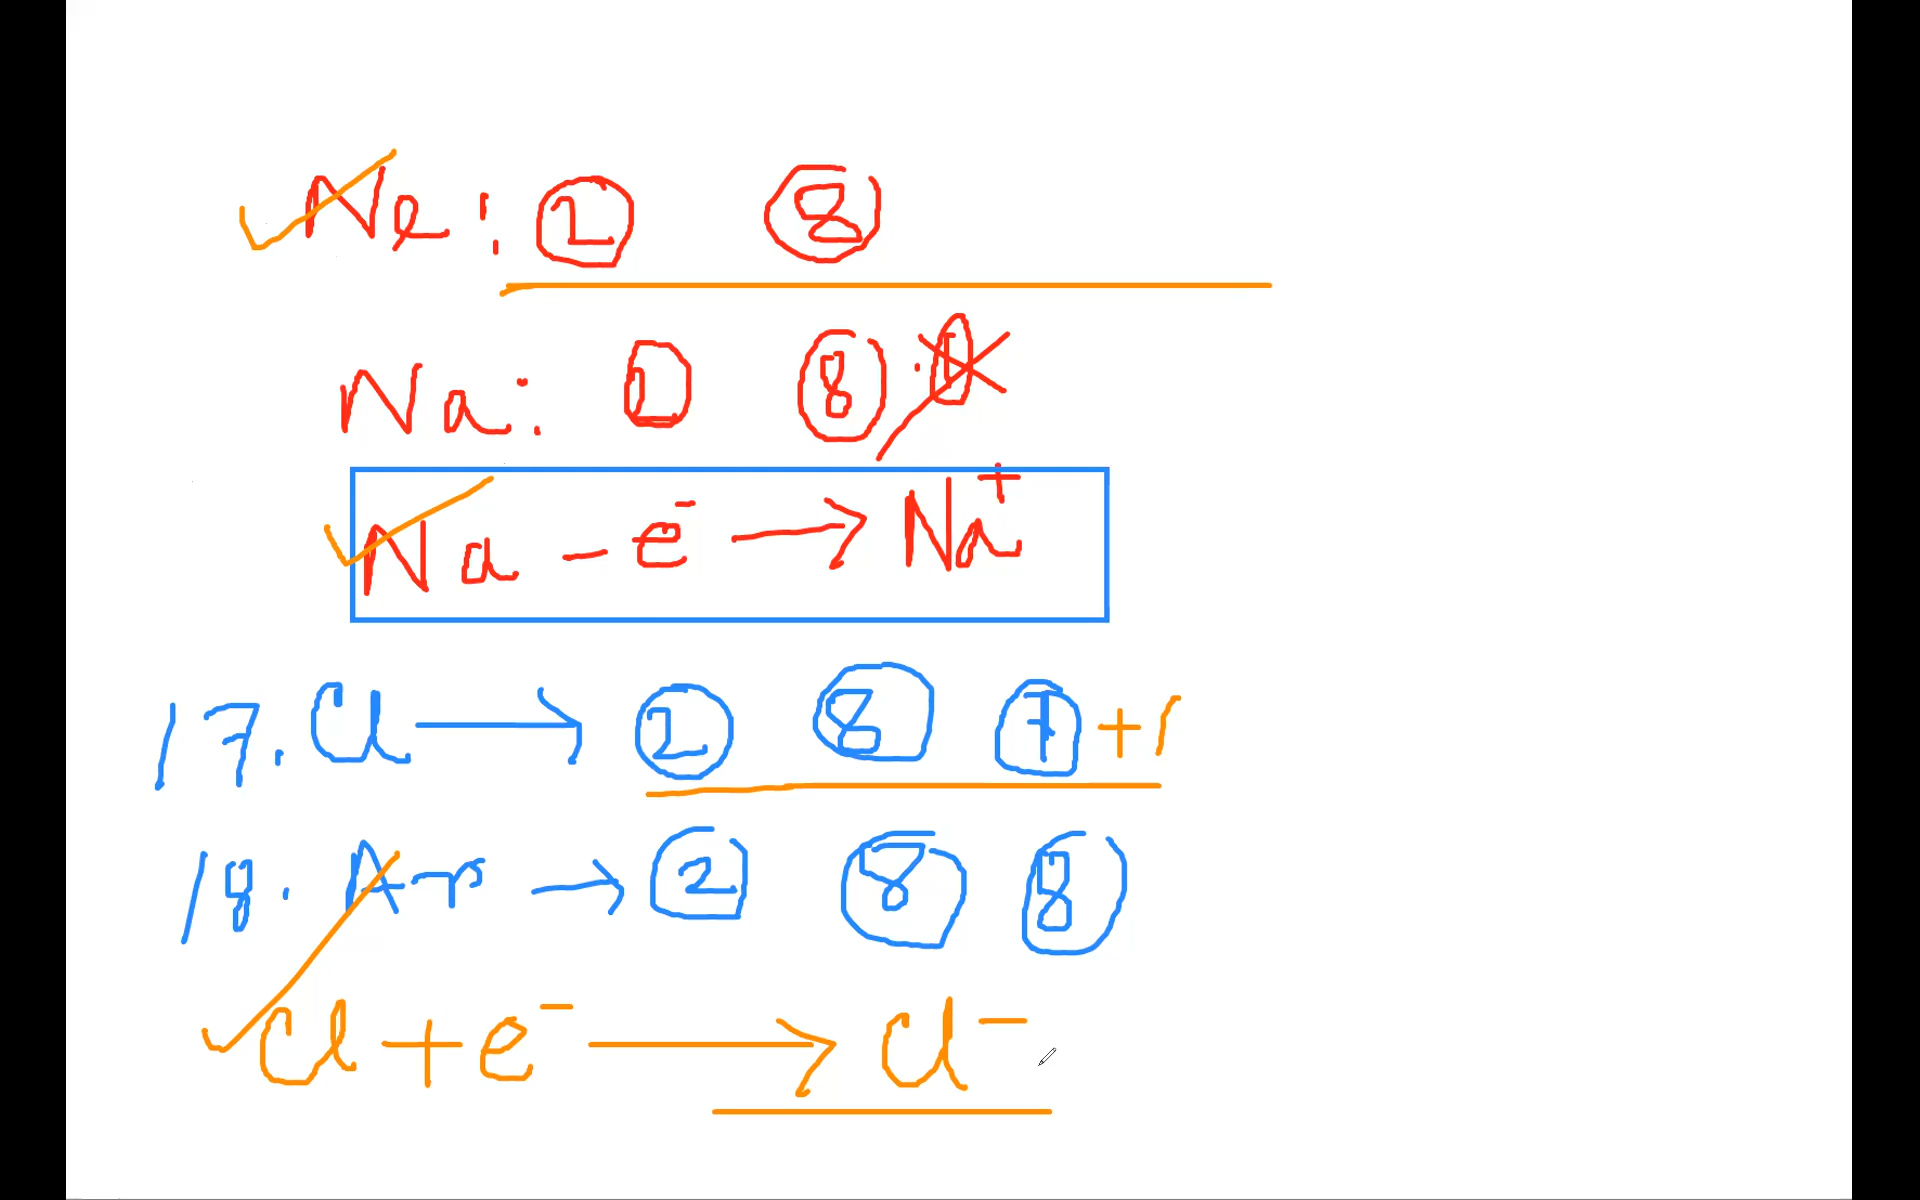 Ne: 2 8
Na: 2 8 1
Na - e⁻ → Na⁺
17. Cl → 2 8 7 + 1
18. Ar → 2 8 8
Cl + e⁻ → Cl⁻